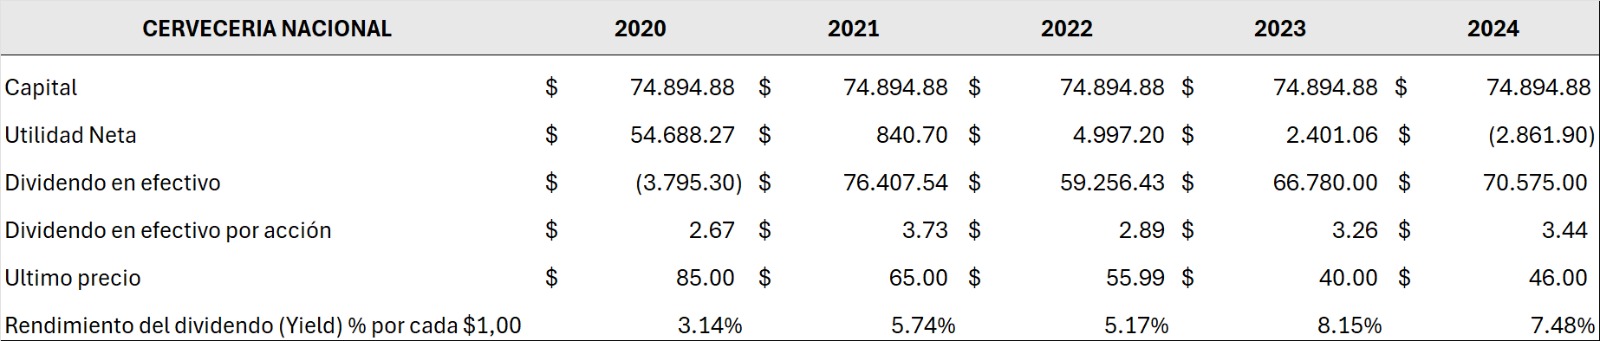 CERVECERIA NACIONAL 2020 2021 2022 2023 2024
Capital $ 74.894.88 $ 74.894.88 $ 74.894.88 $ 74.894.88 $ 74.894.88
Utilidad Neta $ 54.688.27 $ 840.70 $ 4.997.20 $ 2.401.06 $ (2.861.90)
Dividendo en efectivo $ (3.795.30) $ 76.407.54 $ 59.256.43 $ 66.780.00 $ 70.575.00
Dividendo en efectivo por acción $ 2.67 $ 3.73 $ 2.89 $ 3.26 $ 3.44
Ultimo precio $ 85.00 $ 65.00 $ 55.99 $ 40.00 $ 46.00
Rendimiento del dividendo (Yield) % por cada $1,00 3.14% 5.74% 5.17% 8.15% 7.48%